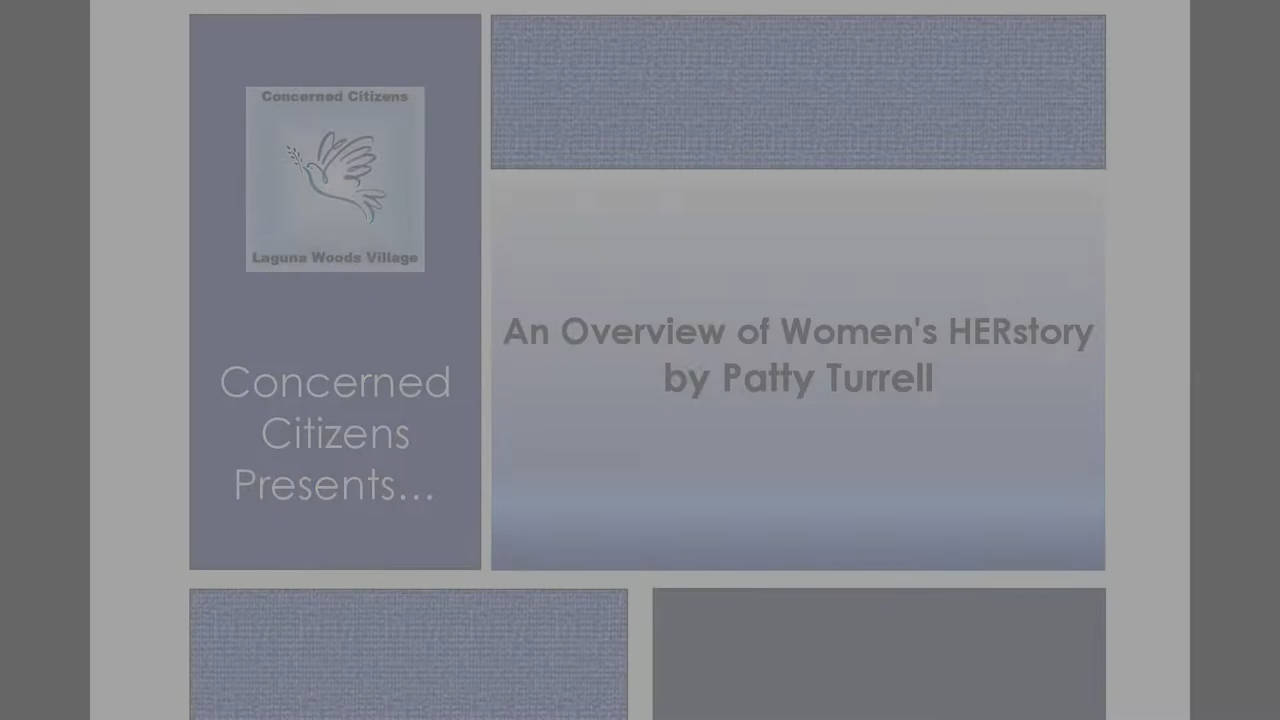 Concerned Citizens
Laguna Woods Village
Concerned
Citizens
Presents...
An Overview of Women's HERstory
by Patty Turrell